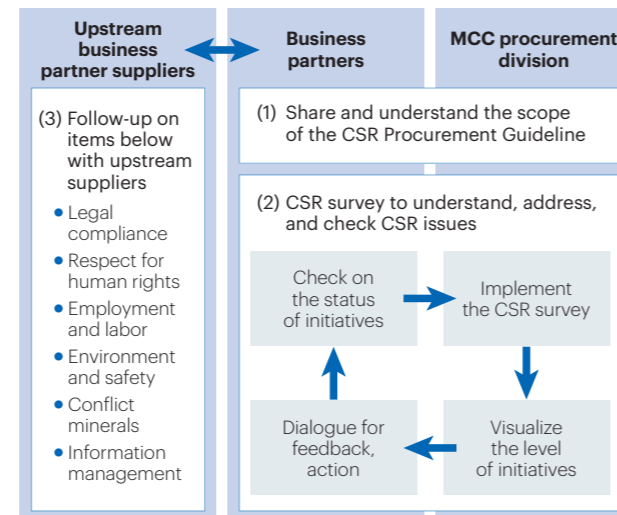 Upstream
business
partner suppliers
Business
partners
MCC procurement
division
(3) Follow-up on
items below
with upstream
suppliers
• Legal
compliance
• Respect for
human rights
• Employment
and labor
• Environment
and safety
• Conflict
minerals
• Information
management
(1) Share and understand the scope
of the CSR Procurement Guideline
(2) CSR survey to understand, address,
and check CSR issues
Check on
the status
of initiatives
Implement
the CSR survey
Dialogue for
feedback,
action
Visualize
the level
of initiatives